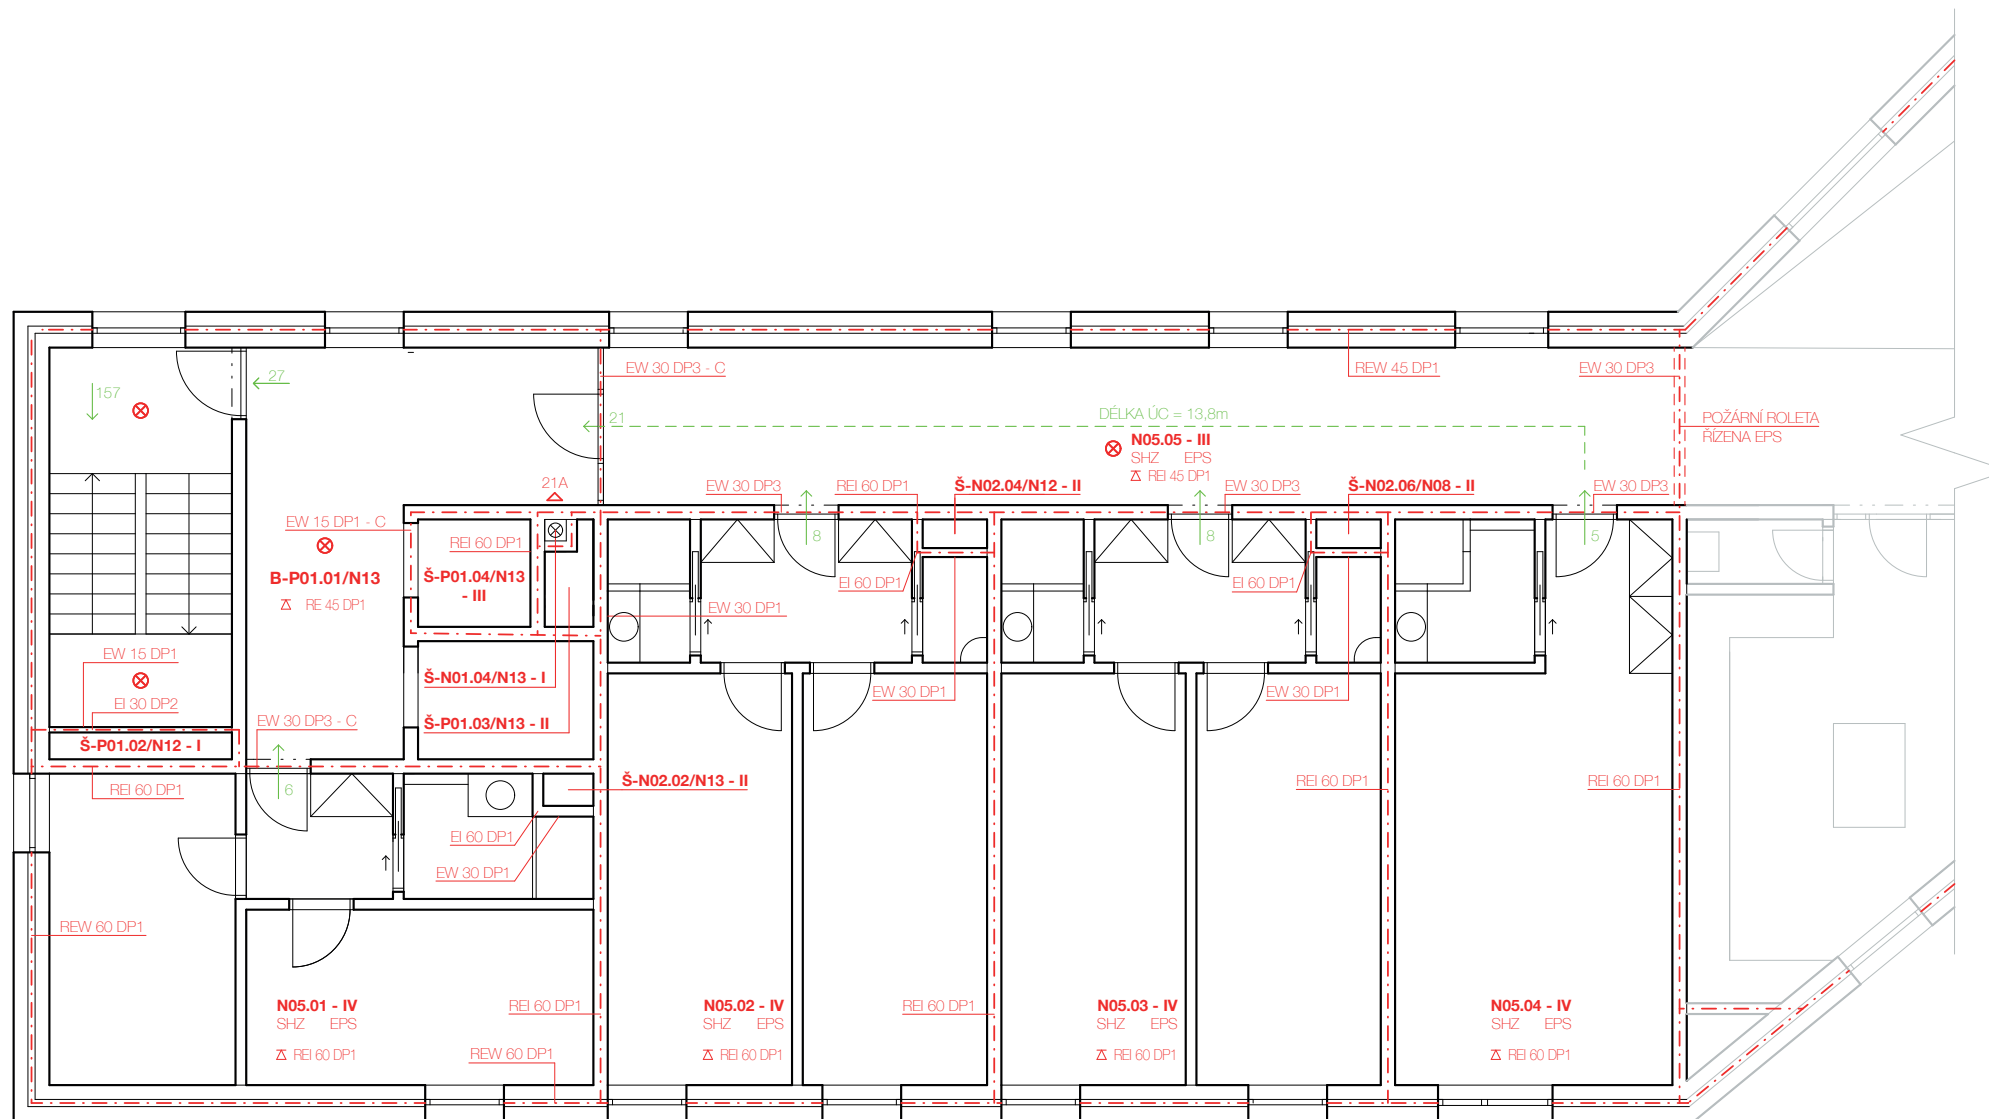 EW 30 DP3 - C
REW 45 DP1
EW 30 DP3
27
157
21
DÉLKA ÚC = 13,8m
POŽÁRNÍ ROLETA
ŘÍZENA EPS
N05.05 - III
SHZ EPS
REI 45 DP1
21A
EW 30 DP3
REI 60 DP1
Š-N02.04/N12 - II
EW 30 DP3
Š-N02.06/N08 - II
EW 30 DP3
EW 15 DP1 - C
REI 60 DP1
8
8
5
B-P01.01/N13
RE 45 DP1
Š-P01.04/N13
- III
EI 60 DP1
EI 60 DP1
EW 30 DP1
EW 15 DP1
Š-N01.04/N13 - I
EW 30 DP1
EW 30 DP1
EI 30 DP2
EW 30 DP3 - C
Š-P01.03/N13 - II
Š-P01.02/N12 - I
REI 60 DP1
6
Š-N02.02/N13 - II
REI 60 DP1
REI 60 DP1
EI 60 DP1
EW 30 DP1
REW 60 DP1
N05.01 - IV
SHZ EPS
REI 60 DP1
REI 60 DP1
REW 60 DP1
N05.02 - IV
SHZ EPS
REI 60 DP1
REI 60 DP1
N05.03 - IV
SHZ EPS
REI 60 DP1
N05.04 - IV
SHZ EPS
REI 60 DP1